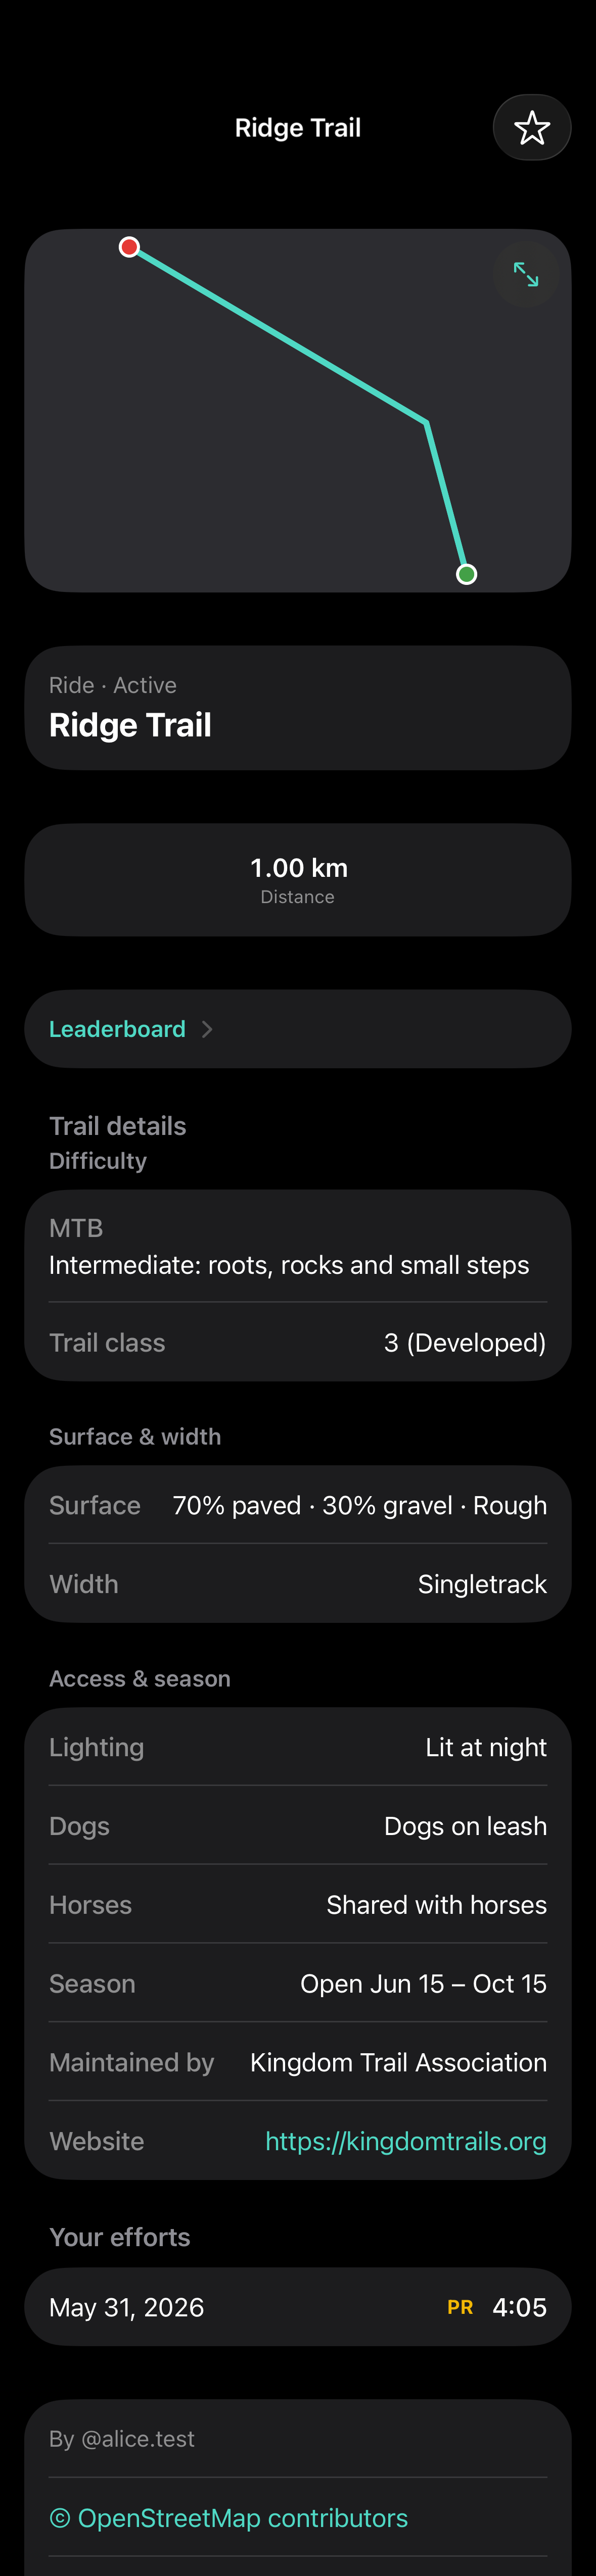 Ridge Trail
Ride · Active
Ridge Trail
1.00 km
Distance
Leaderboard
Trail details
Difficulty
MTB
Intermediate: roots, rocks and small steps
Trail class 3 (Developed)
Surface & width
Surface 70% paved · 30% gravel · Rough
Width Singletrack
Access & season
Lighting Lit at night
Dogs Dogs on leash
Horses Shared with horses
Season Open Jun 15 – Oct 15
Maintained by Kingdom Trail Association
Website https://kingdomtrails.org
Your efforts
May 31, 2026 PR 4:05
By @alice.test
© OpenStreetMap contributors